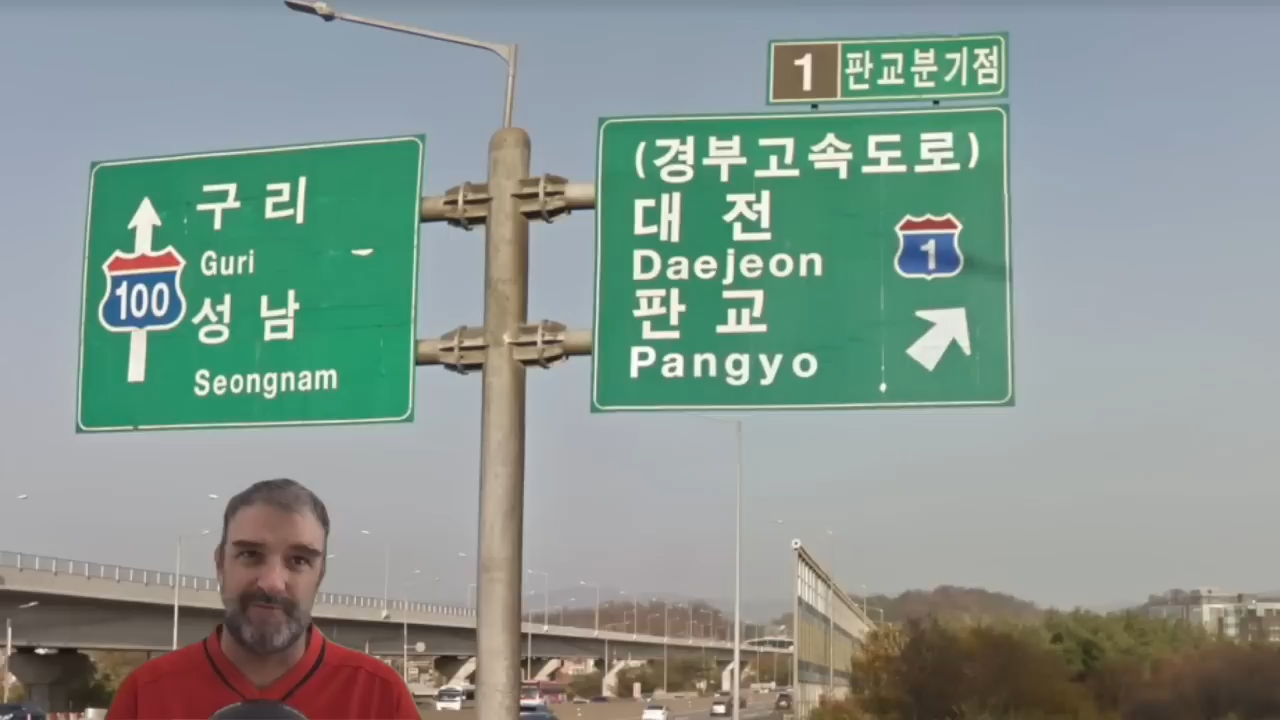 구리
Guri
100
성남
Seongnam
1 판교분기점
(경부고속도로)
대전
Daejeon
1
판교
Pangyo